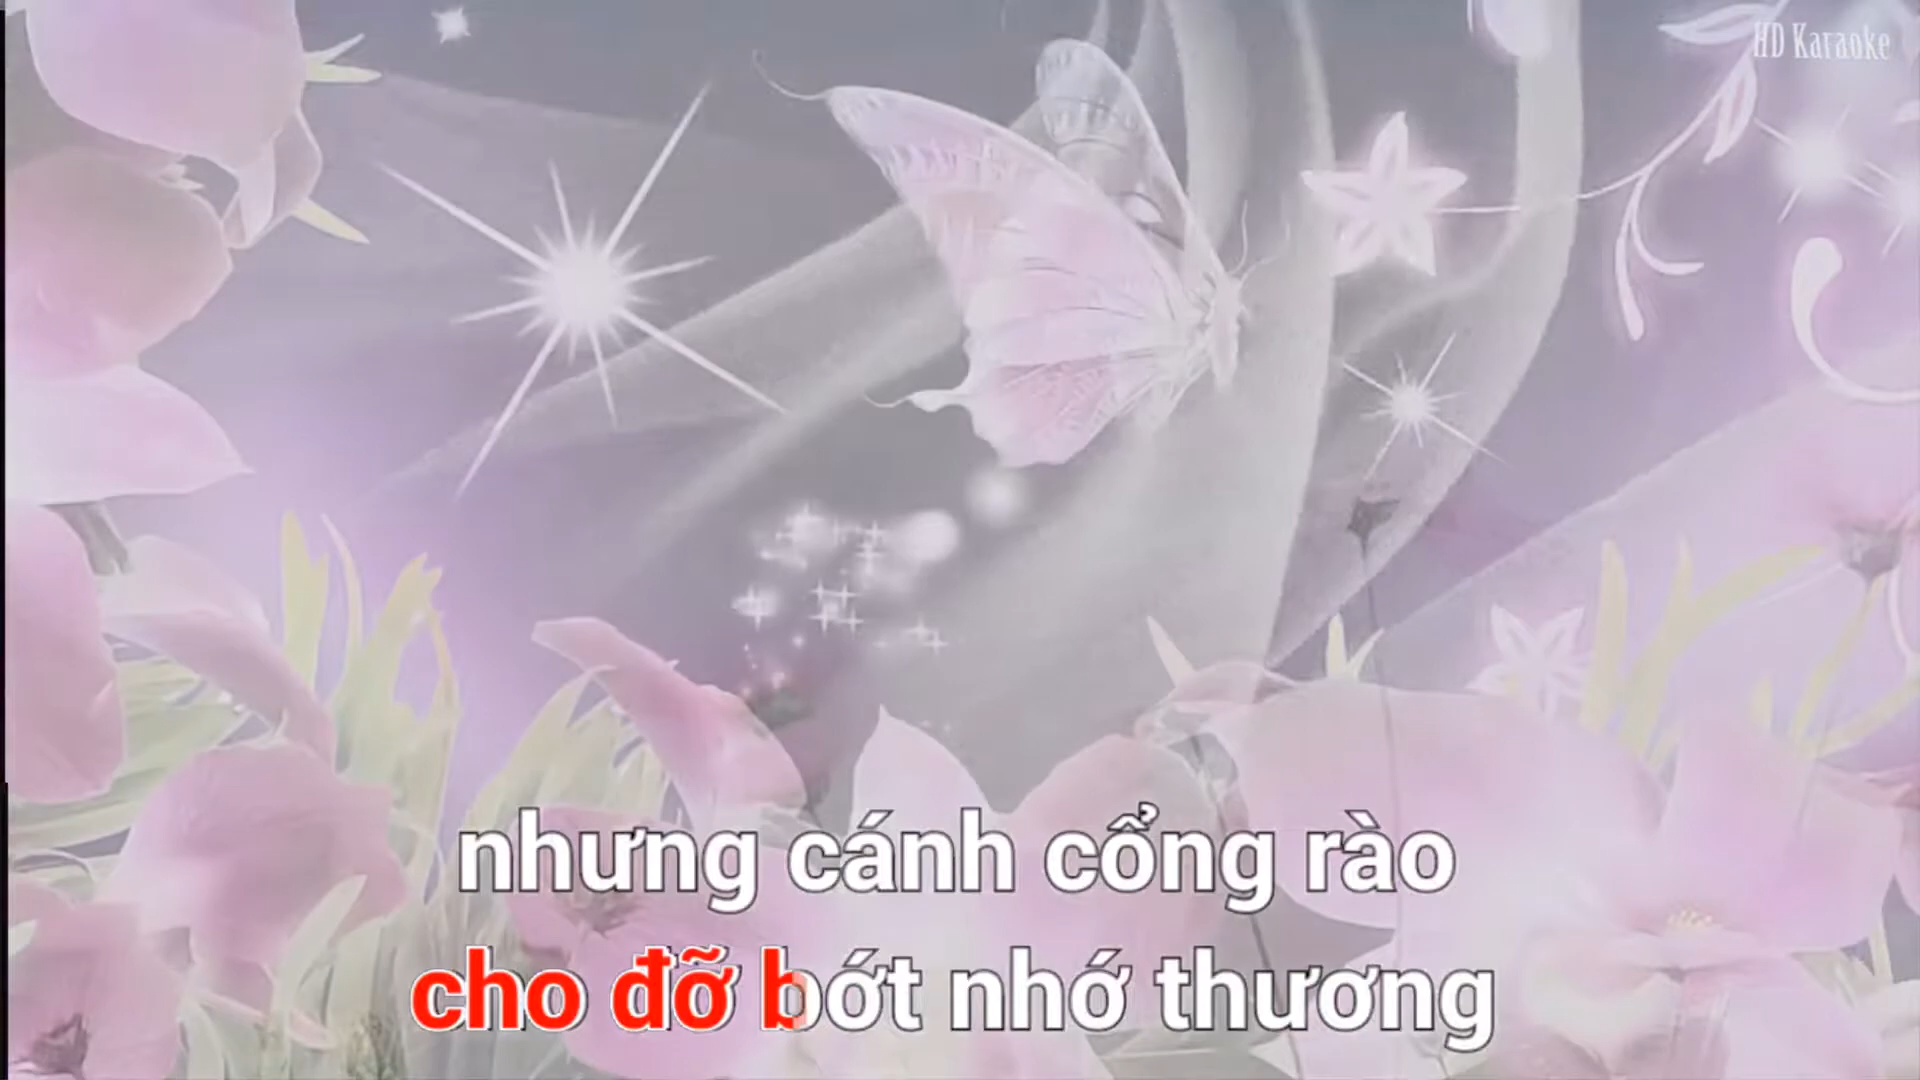 HD Karaoke
nhưng cánh cổng rào
cho đỡ bớt nhớ thương